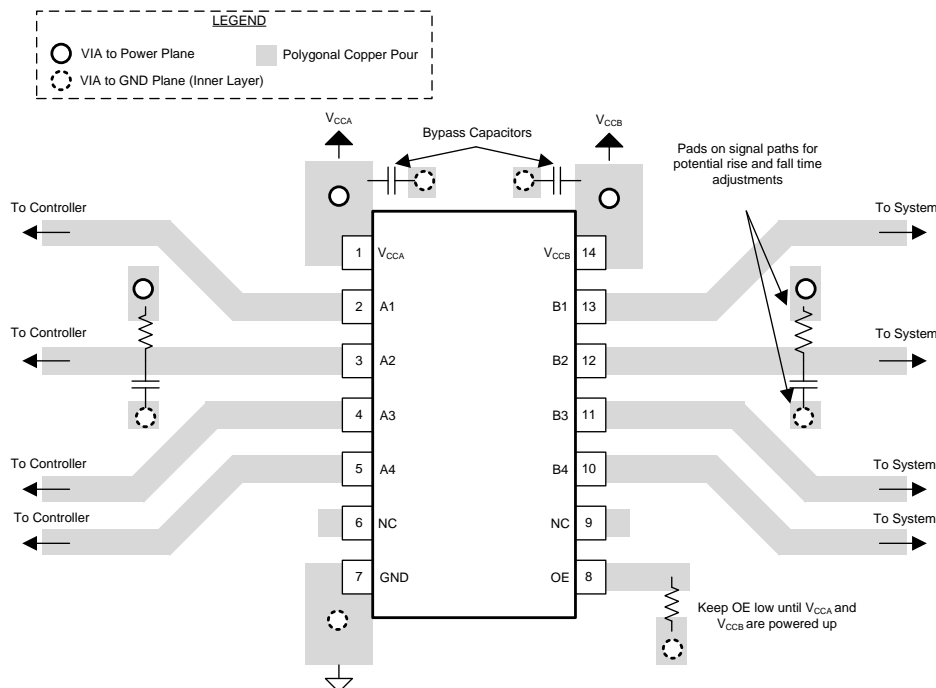 LEGEND
VIA to Power Plane
Polygonal Copper Pour
VIA to GND Plane (Inner Layer)
VCCA
Bypass Capacitors
VCCB
Pads on signal paths for
potential rise and fall time
adjustments
To Controller
To System
1 VCCA
VCCB 14
2 A1
B1 13
To Controller
To System
3 A2
B2 12
4 A3
B3 11
To Controller
To System
5 A4
B4 10
To Controller
To System
6 NC
NC 9
7 GND
OE 8
Keep OE low until VCCA and
VCCB are powered up